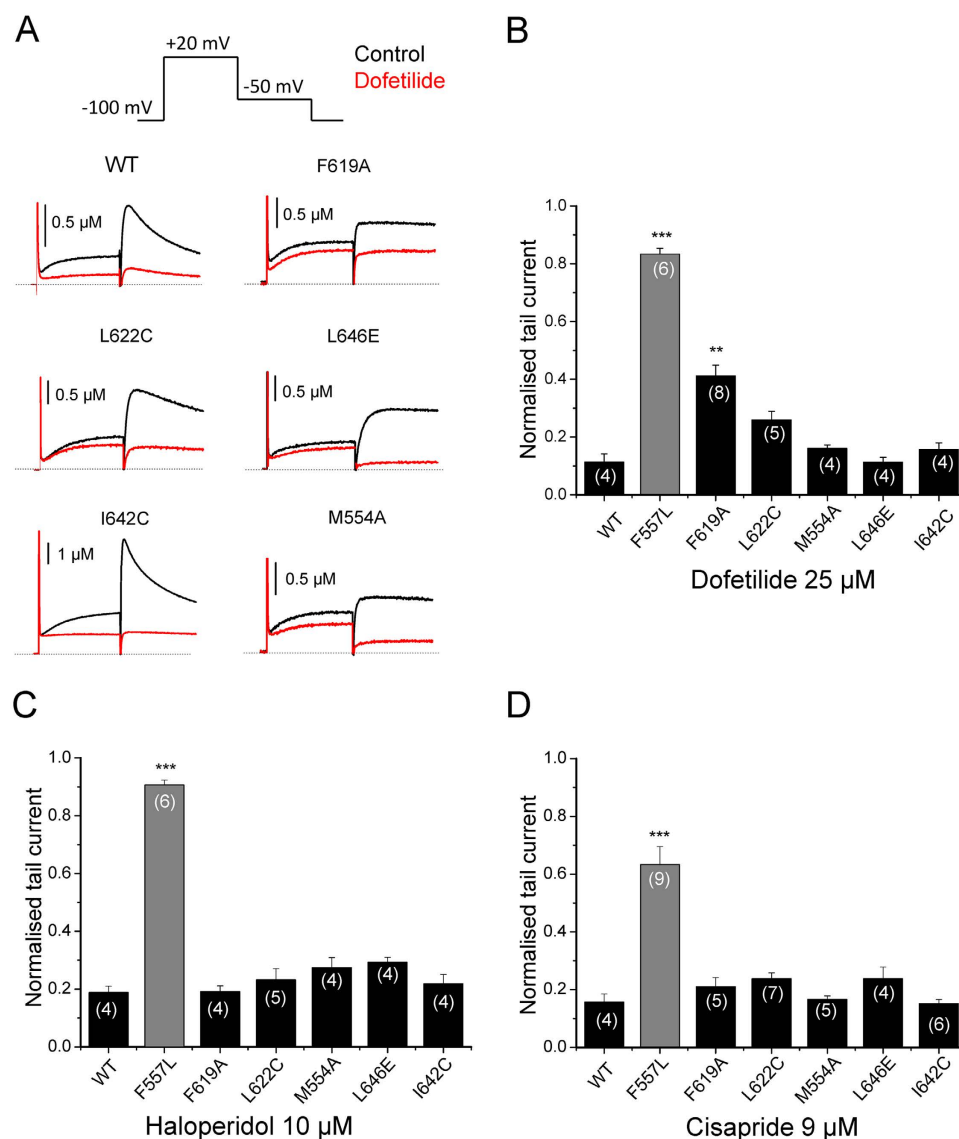 A
+20 mV
Control
Dofetilide
-50 mV
-100 mV
WT
F619A
0.5 µM
0.5 µM
L622C
L646E
0.5 µM
0.5 µM
I642C
M554A
1 µM
0.5 µM
B
Normalised tail current
1.0
0.8
0.6
0.4
0.2
0.0
***
**
(4)
(6)
(8)
(5)
(4)
(4)
(4)
WT
F557L
F619A
L622C
M554A
L646E
I642C
Dofetilide 25 µM
C
Normalised tail current
1.0
0.8
0.6
0.4
0.2
0.0
***
(4)
(6)
(4)
(5)
(4)
(4)
(4)
WT
F557L
F619A
L622C
M554A
L646E
I642C
Haloperidol 10 µM
D
Normalised tail current
1.0
0.8
0.6
0.4
0.2
0.0
***
(4)
(9)
(5)
(7)
(5)
(4)
(6)
WT
F557L
F619A
L622C
M554A
L646E
I642C
Cisapride 9 µM